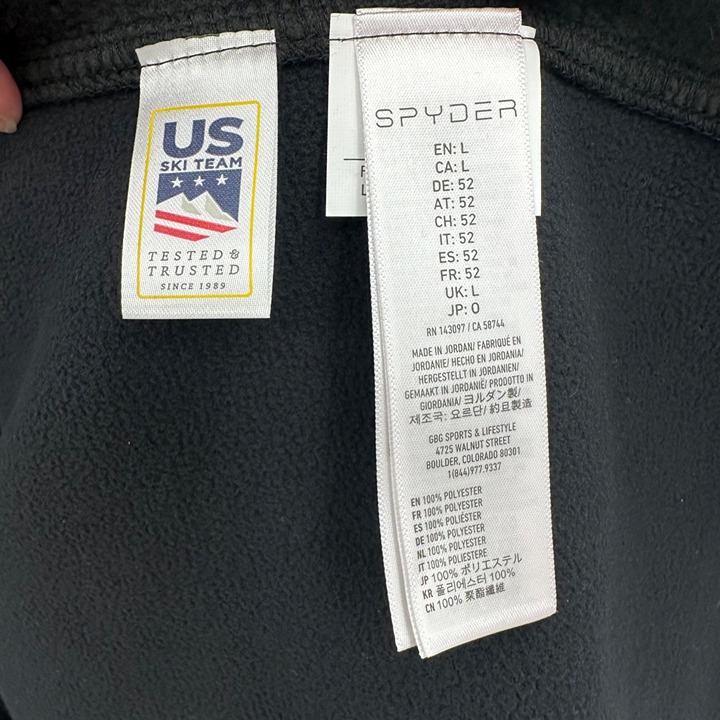 US
SKI TEAM
TESTED &
TRUSTED
SINCE 1989
SPYDER
EN: L
CA: L
DE: 52
AT: 52
CH: 52
IT: 52
ES: 52
FR: 52
UK: L
JP: O
RN 143097 / CA 58744
MADE IN JORDAN/ FABRIQUÉ EN
JORDANIE/ HECHO EN JORDANIA/
HERGESTELLT IN JORDANIEN/
GEMAAKT IN JORDANIË/ PRODOTTO IN
GIORDANIA/ ヨルダン製/
제조국: 요르단/ 約旦製造
GBG SPORTS & LIFESTYLE
4725 WALNUT STREET
BOULDER, COLORADO 80301
1(844)977.9337
EN 100% POLYESTER
FR 100% POLYESTER
ES 100% POLIÉSTER
DE 100% POLYESTER
NL 100% POLYESTER
IT 100% POLIESTERE
JP 100% ポリエステル
KR 폴리에스터 100%
CN 100% 聚酯纖維